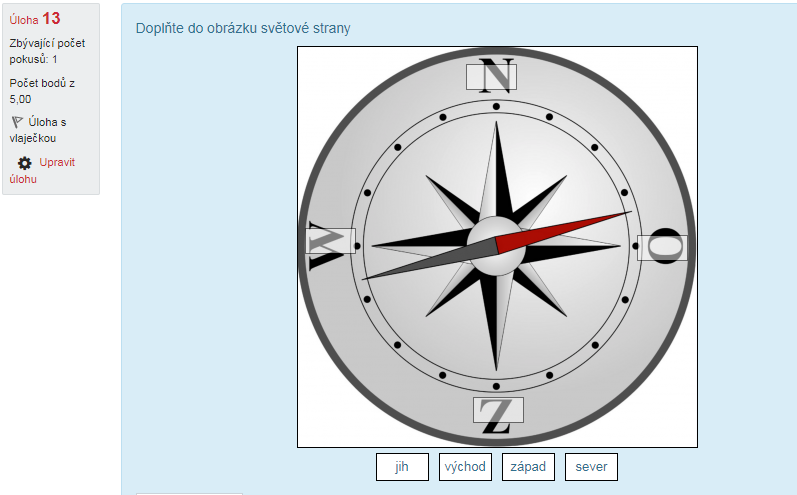 Úloha 13
Zbývající počet
pokusů: 1
Počet bodů z
5,00
Úloha s
vlaječkou
Upravit
úlohu
Doplňte do obrázku světové strany
N
W
O
Z
jih
východ
západ
sever